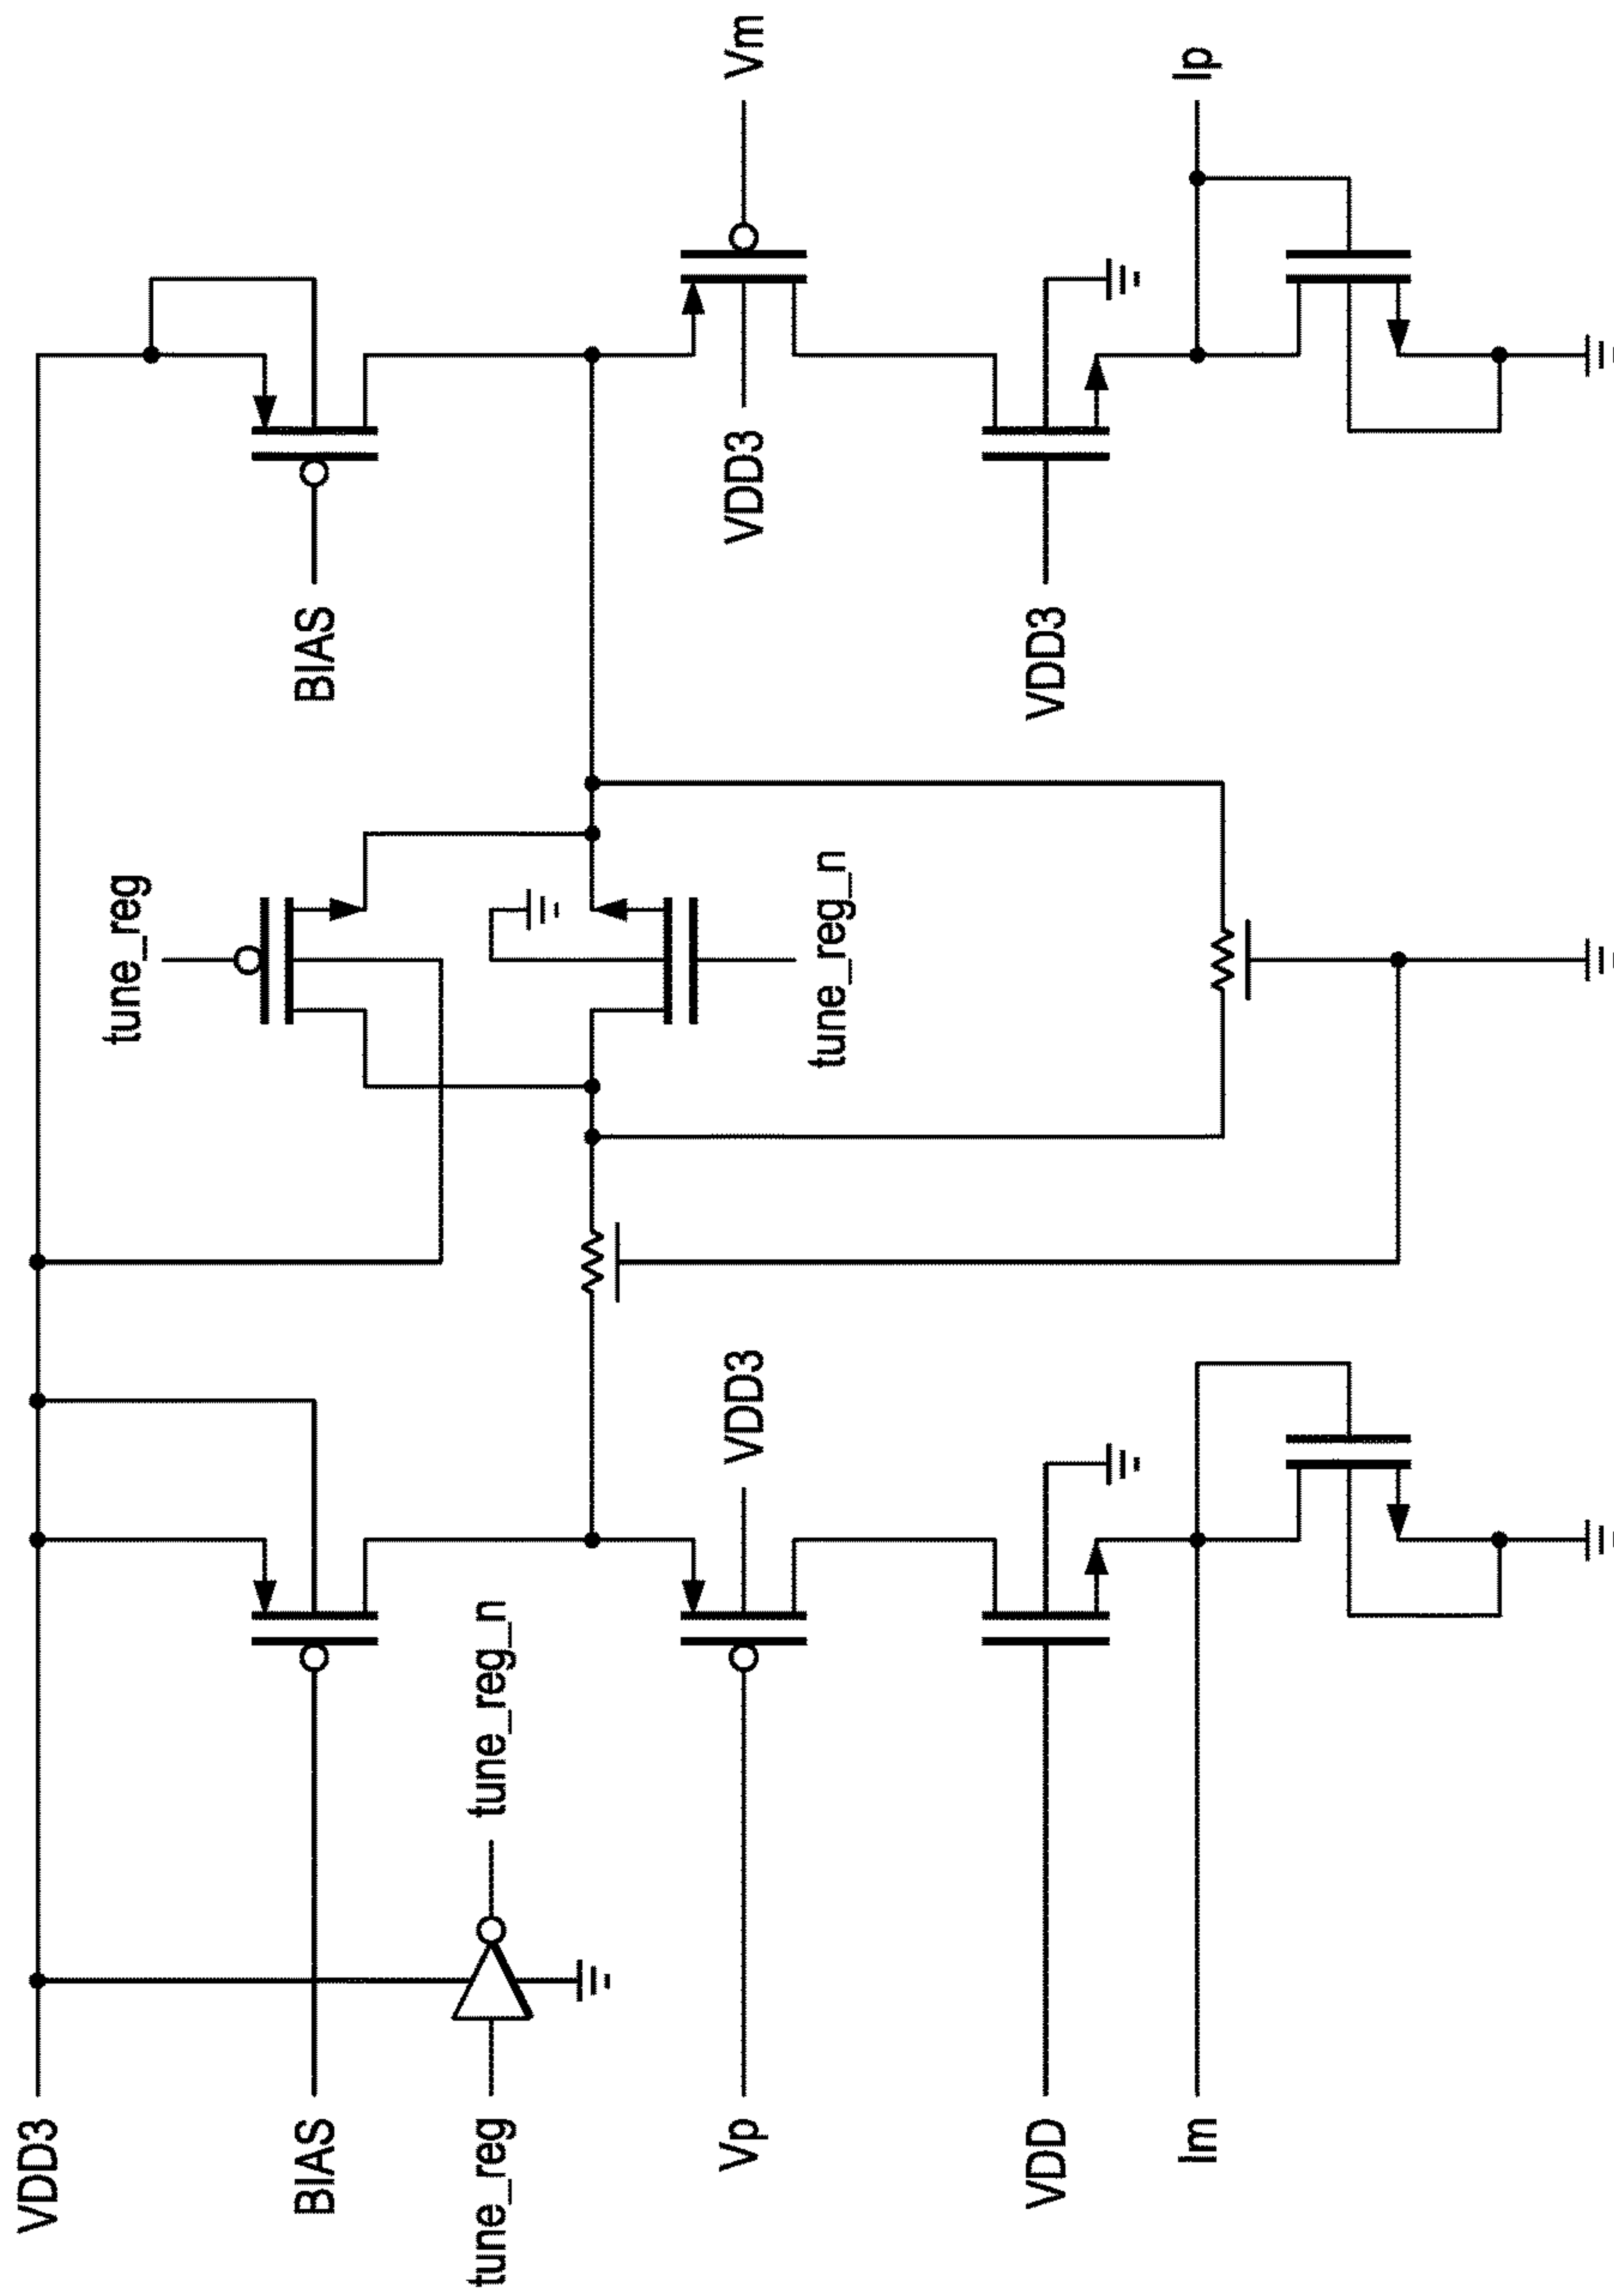 VDD3
BIAS
tune_reg
tune_reg_n
Vp
VDD
Im
VDD3
tune_reg
tune_reg_n
BIAS
VDD3
VDD3
Vm
Ip